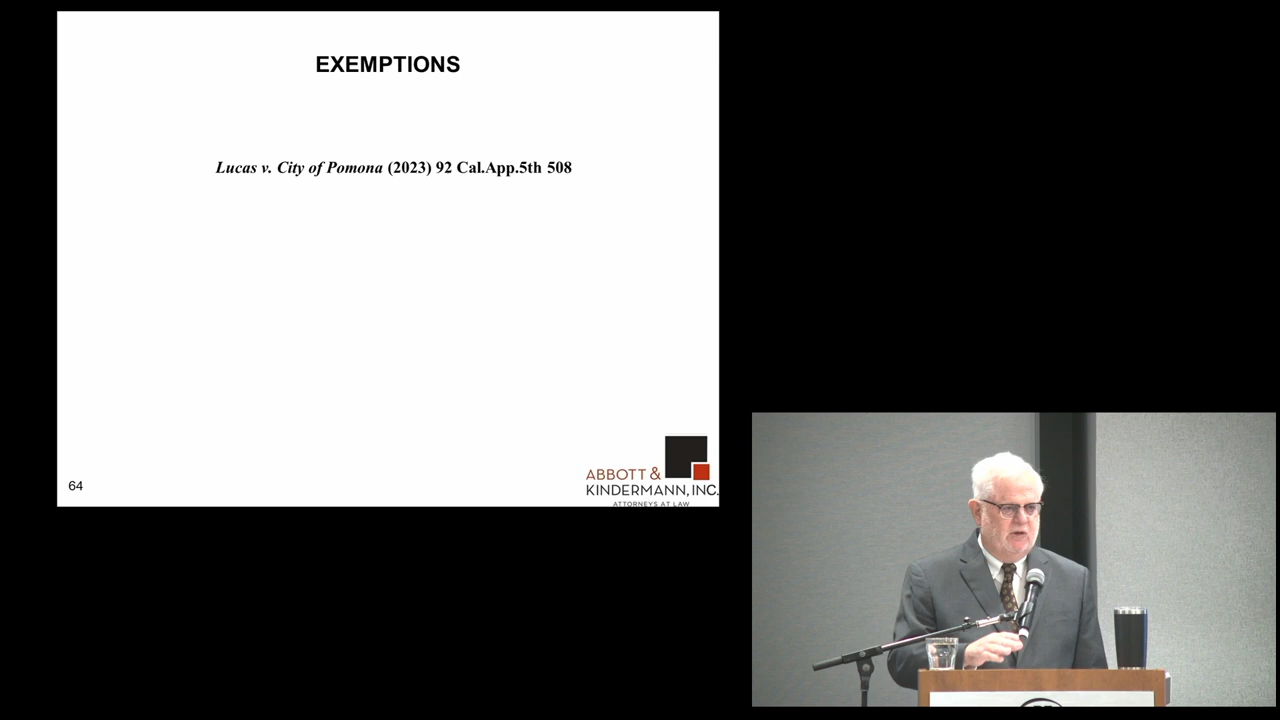 EXEMPTIONS
Lucas v. City of Pomona (2023) 92 Cal.App.5th 508
ABBOTT &
KINDERMANN, INC.
ATTORNEYS AT LAW
64